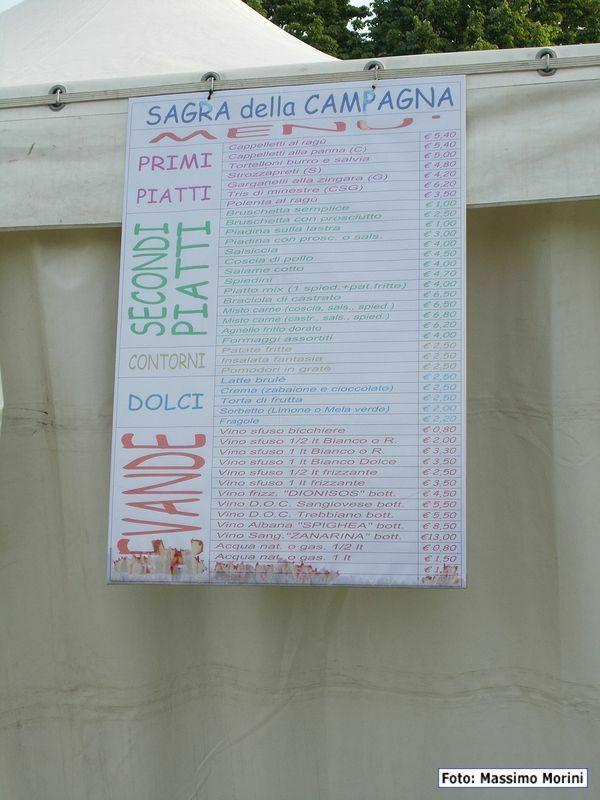 SAGRA della CAMPAGNA
MENU'
PRIMI PIATTI
Cappelletti al ragù € 5,40
Cappelletti alla panna (C) € 5,40
Tortelloni burro e salvia € 5,00
Strozzapreti (S) € 4,80
Garganelli alla zingara (G) € 4,20
Tris di minestre (CSG) € 6,20
Polenta al ragù € 3,50
SECONDI PIATTI
Bruschetta semplice € 1,00
Bruschetta con prosciutto € 2,50
Piadina sulla lastra € 1,00
Piadina con prosc. o sals. € 3,00
Salsiccia € 4,00
Coscia di pollo € 4,50
Salame cotto € 4,00
Spiedini € 4,70
Piatto mix (1 spied.+pat.fritte) € 4,00
Braciola di castrato € 6,50
Misto carne (coscia, sals., spied.) € 6,50
Misto carne (castr., sals., spied.) € 6,80
Agnello fritto dorato € 6,20
Formaggi assortiti € 4,00
CONTORNI
Patate fritte € 2,50
Insalata fantasia € 2,50
Pomodori in gratè € 2,50
DOLCI
Latte brulè € 2,50
Crema (zabaione e cioccolato) € 2,50
Torta di frutta € 2,50
Sorbetto (Limone o Mela verde) € 2,00
Fragole € 2,20
EVANDE
Vino sfuso bicchiere € 0,80
Vino sfuso 1/2 lt Bianco o R. € 2,00
Vino sfuso 1 lt Bianco o R. € 3,30
Vino sfuso 1 lt Bianco Dolce € 3,50
Vino sfuso 1/2 lt frizzante € 2,50
Vino sfuso 1 lt frizzante € 3,50
Vino frizz. "DIONISOS" bott. € 4,50
Vino D.O.C. Sangiovese bott. € 5,50
Vino D.O.C. Trebbiano bott. € 5,50
Vino Albana "SPIGHEA" bott. € 8,50
Vino Sang."ZANARINA" bott. €13,00
Acqua nat. o gas. 1/2 lt € 0,80
Acqua nat. o gas. 1 lt € 1,50
Foto: Massimo Morini